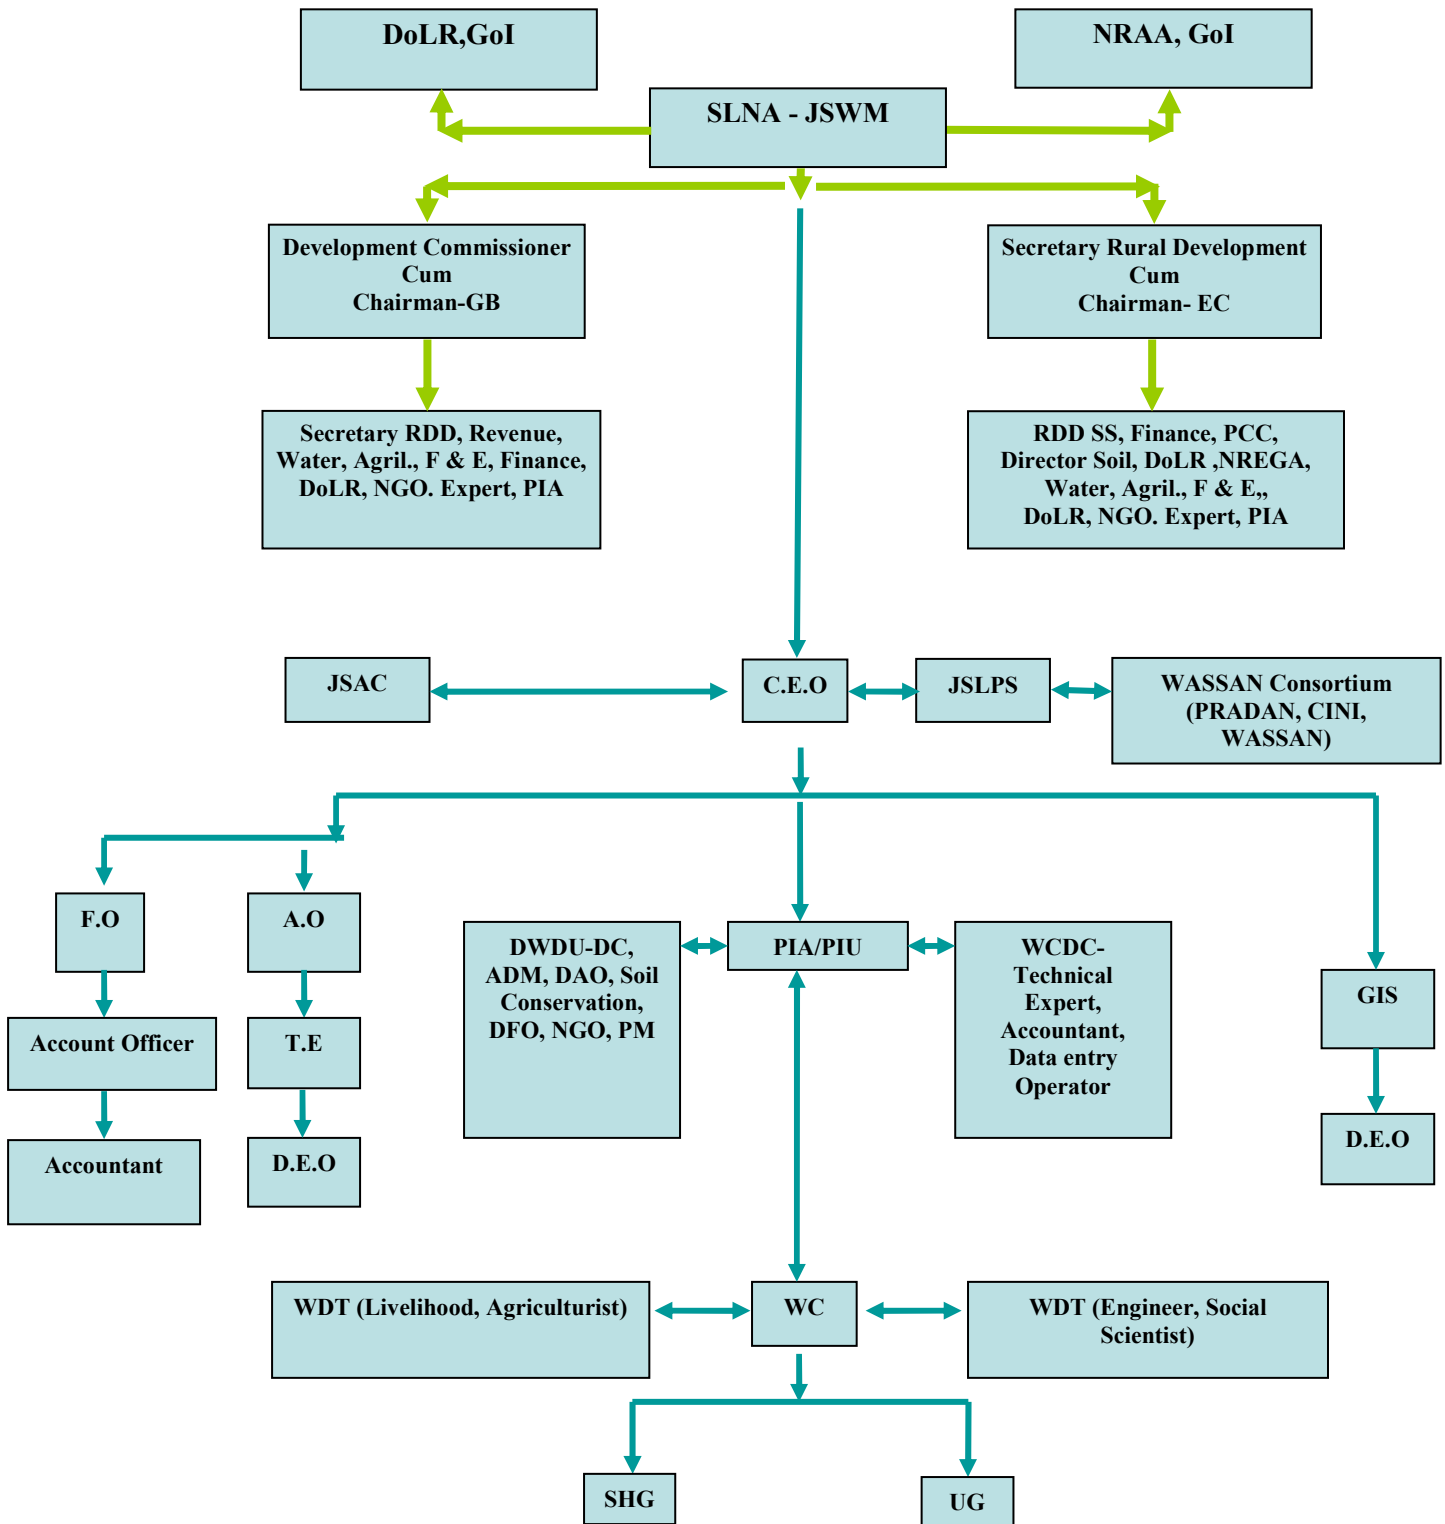 DoLR,GoI
NRAA, GoI
SLNA - JSWM
Development Commissioner
Cum
Chairman-GB
Secretary Rural Development
Cum
Chairman- EC
Secretary RDD, Revenue,
Water, Agril., F & E, Finance,
DoLR, NGO. Expert, PIA
RDD SS, Finance, PCC,
Director Soil, DoLR ,NREGA,
Water, Agril., F & E,,
DoLR, NGO. Expert, PIA
JSAC
C.E.O
JSLPS
WASSAN Consortium
(PRADAN, CINI,
WASSAN)
F.O
A.O
DWDU-DC,
ADM, DAO, Soil
Conservation,
DFO, NGO, PM
PIA/PIU
WCDC-
Technical
Expert,
Accountant,
Data entry
Operator
GIS
Account Officer
T.E
Accountant
D.E.O
D.E.O
WDT (Livelihood, Agriculturist)
WC
WDT (Engineer, Social
Scientist)
SHG
UG